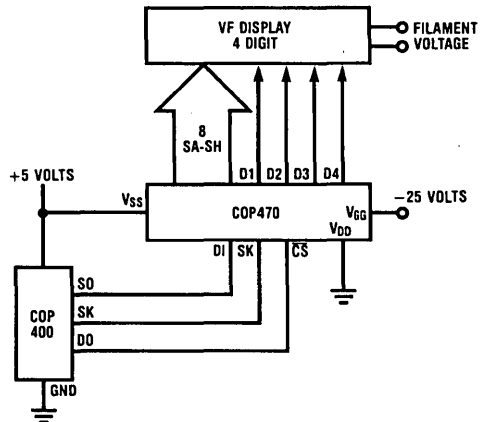 VF DISPLAY
4 DIGIT
FILAMENT
VOLTAGE
8
SA-SH
D1 D2 D3 D4
+5 VOLTS
VSS
COP470
VGG
-25 VOLTS
VDD
DI SK CS
COP
400
SO
SK
DO
GND